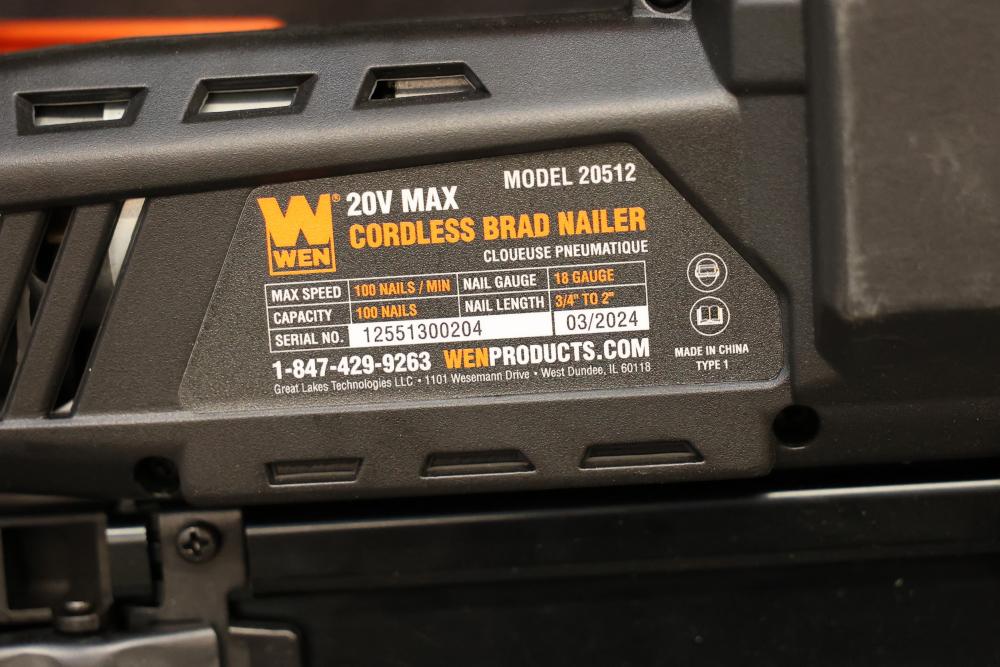 MODEL 20512
WEN® 20V MAX
CORDLESS BRAD NAILER
CLOUEUSE PNEUMATIQUE
MAX SPEED 100 NAILS / MIN NAIL GAUGE 18 GAUGE
CAPACITY 100 NAILS NAIL LENGTH 3/4" TO 2"
SERIAL NO. 12551300204 03/2024
1-847-429-9263 WENPRODUCTS.COM
Great Lakes Technologies LLC • 1101 Wesemann Drive • West Dundee, IL 60118
MADE IN CHINA
TYPE 1